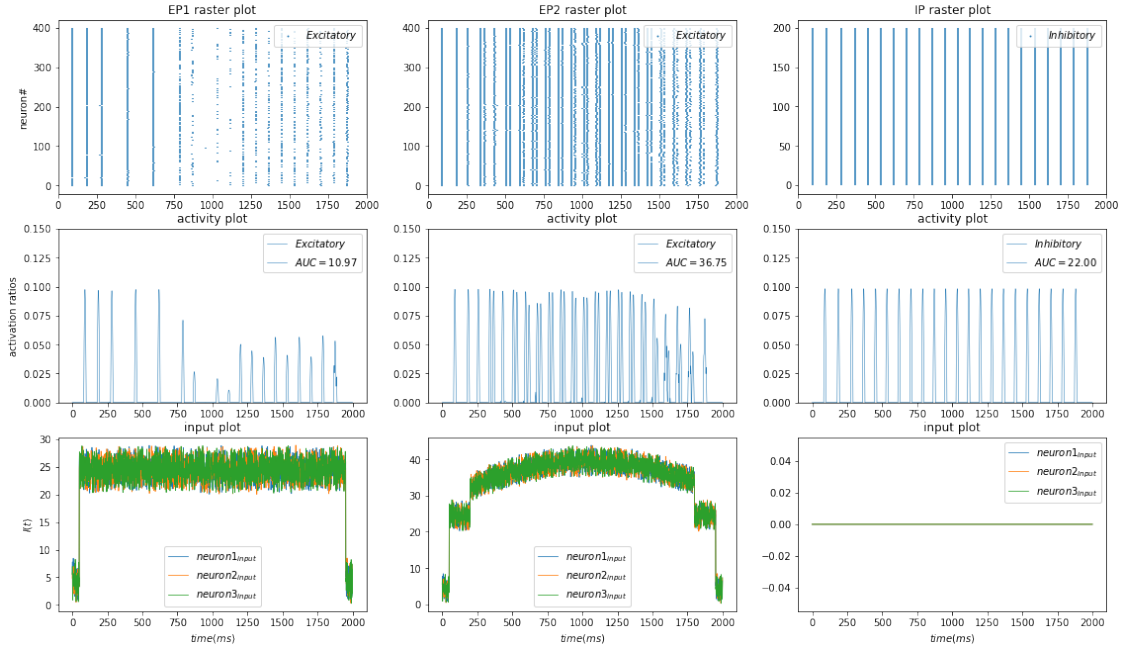 EP1 raster plot
EP2 raster plot
IP raster plot
400
300
200
100
0
neuron#
Excitatory
0 250 500 750 1000 1250 1500 1750 2000
400
300
200
100
0
Excitatory
0 250 500 750 1000 1250 1500 1750 2000
200
150
100
50
0
Inhibitory
0 250 500 750 1000 1250 1500 1750 2000
activity plot
activity plot
activity plot
0.150
0.125
0.100
0.075
0.050
0.025
0.000
activation ratios
Excitatory
AUC = 10.97
0 250 500 750 1000 1250 1500 1750 2000
0.150
0.125
0.100
0.075
0.050
0.025
0.000
Excitatory
AUC = 36.75
0 250 500 750 1000 1250 1500 1750 2000
0.150
0.125
0.100
0.075
0.050
0.025
0.000
Inhibitory
AUC = 22.00
0 250 500 750 1000 1250 1500 1750 2000
input plot
input plot
input plot
30
25
20
15
10
5
0
I(t)
neuron1Input
neuron2Input
neuron3Input
0 250 500 750 1000 1250 1500 1750 2000
time(ms)
40
30
20
10
0
neuron1Input
neuron2Input
neuron3Input
0 250 500 750 1000 1250 1500 1750 2000
time(ms)
0.04
0.02
0.00
−0.02
−0.04
neuron1Input
neuron2Input
neuron3Input
0 250 500 750 1000 1250 1500 1750 2000
time(ms)